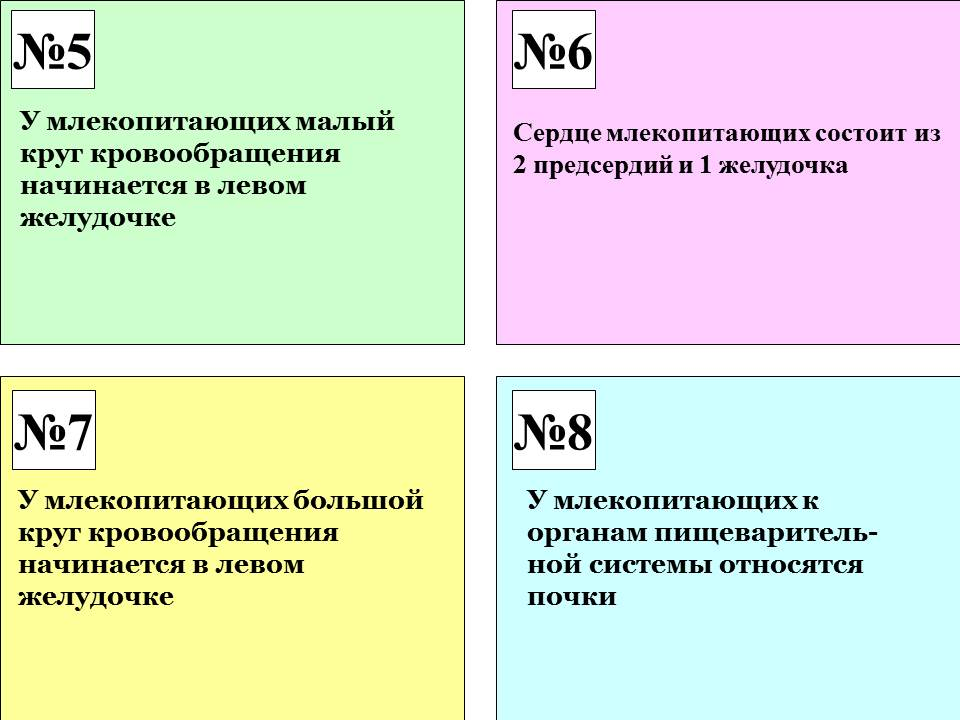 №5
У млекопитающих малый
круг кровообращения
начинается в левом
желудочке
№6
Сердце млекопитающих состоит из
2 предсердий и 1 желудочка
№7
У млекопитающих большой
круг кровообращения
начинается в левом
желудочке
№8
У млекопитающих к
органам пищеваритель-
ной системы относятся
почки